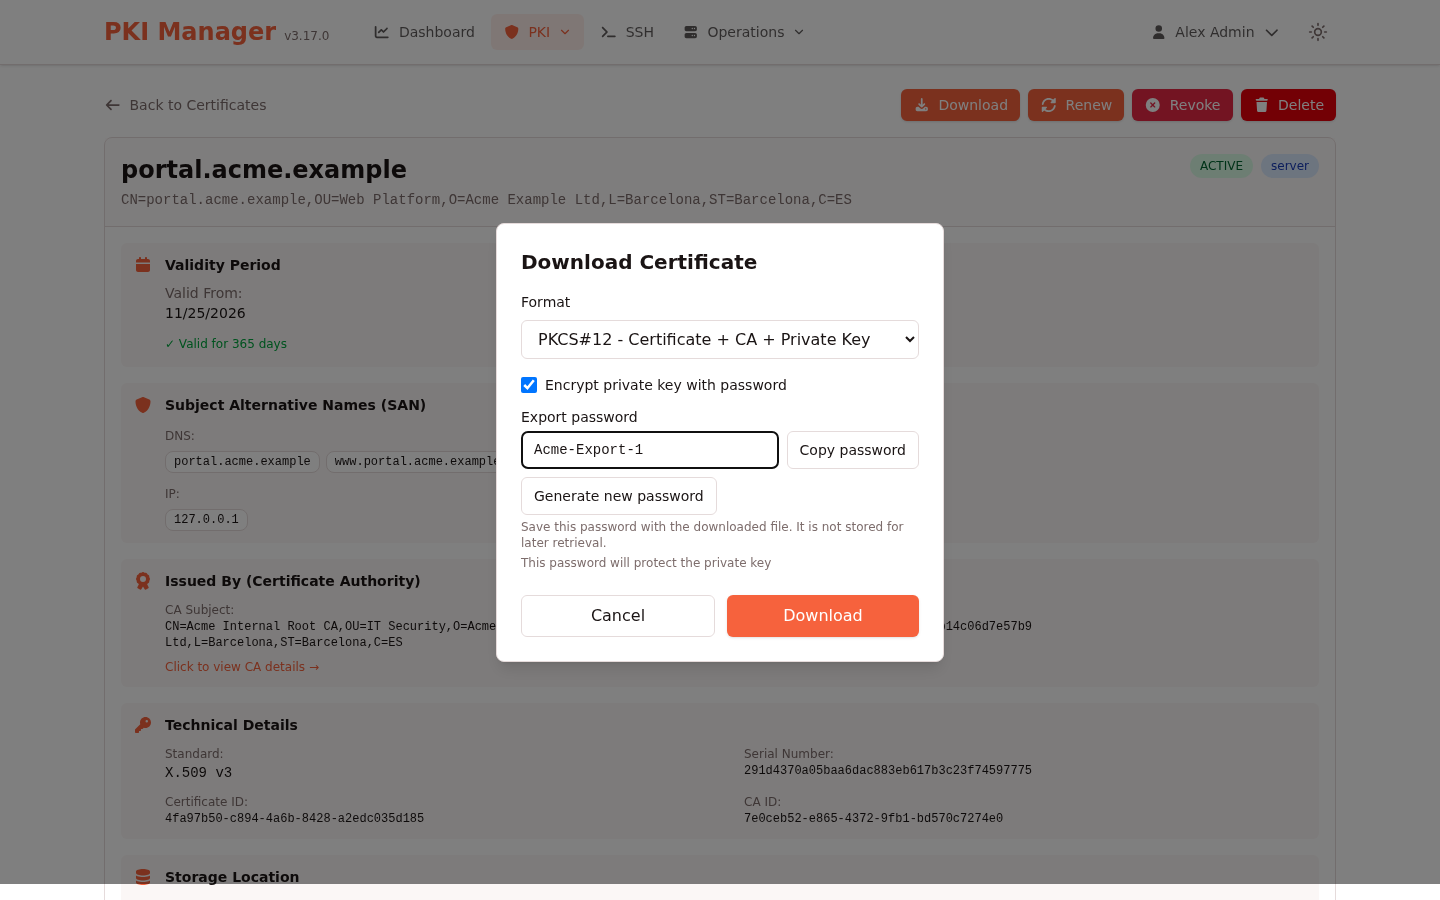 PKI Manager v3.17.0
Dashboard
PKI
SSH
Operations
Alex Admin
Back to Certificates
Download
Renew
Revoke
Delete
portal.acme.example
ACTIVE
server
CN=portal.acme.example,OU=Web Platform,O=Acme Example Ltd,L=Barcelona,ST=Barcelona,C=ES
Validity Period
Valid From:
11/25/2026
✓ Valid for 365 days
Subject Alternative Names (SAN)
DNS:
portal.acme.example
www.portal.acme.example
IP:
127.0.0.1
Issued By (Certificate Authority)
CA Subject:
CN=Acme Internal Root CA,OU=IT Security,O=Acme
Ltd,L=Barcelona,ST=Barcelona,C=ES
14c06d7e57b9
Click to view CA details →
Download Certificate
Format
PKCS#12 - Certificate + CA + Private Key
Encrypt private key with password
Export password
Acme-Export-1
Copy password
Generate new password
Save this password with the downloaded file. It is not stored for
later retrieval.
This password will protect the private key
Cancel
Download
Technical Details
Standard:
X.509 v3
Serial Number:
291d4370a05baa6dac883eb617b3c23f74597775
Certificate ID:
4fa97b50-c894-4a6b-8428-a2edc035d185
CA ID:
7e0ceb52-e865-4372-9fb1-bd570c7274e0
Storage Location